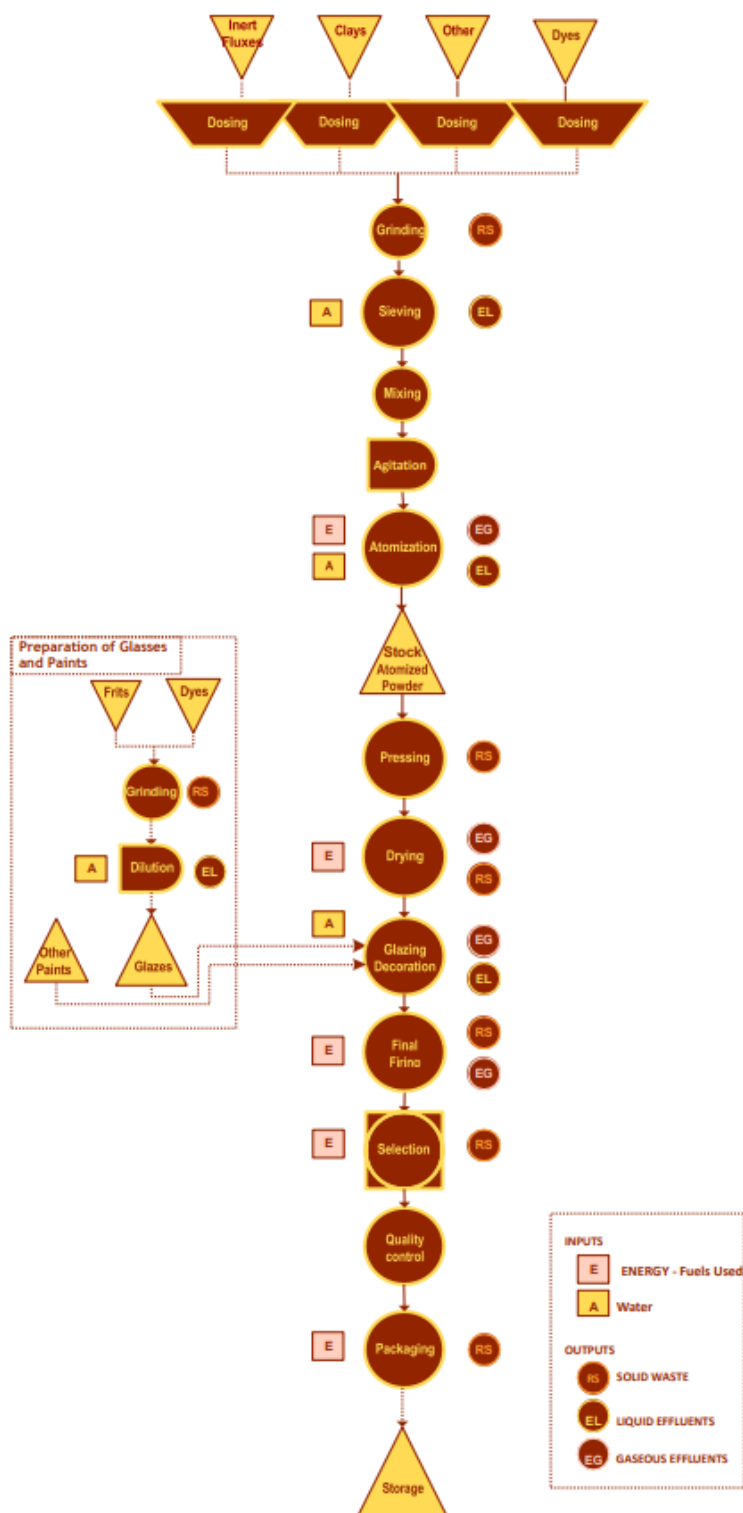 Inert
Fluxes
Clays
Other
Dyes
Dosing
Dosing
Dosing
Dosing
Grinding
RS
A
Sieving
EL
Mixing
Agitation
E
EG
Atomization
A
EL
Preparation of Glasses
and Paints
Stock
Atomized
Powder
Frits
Dyes
Pressing
RS
Grinding
RS
EG
E
Drying
A
Dilution
EL
RS
A
EG
Other
Paints
Glazes
Glazing
Decoration
EL
RS
E
Final
Firing
EG
E
Selection
RS
Quality
control
INPUTS
E
ENERGY - Fuels Used
A
Water
E
Packaging
RS
OUTPUTS
RS
SOLID WASTE
EL
LIQUID EFFLUENTS
EG
GASEOUS EFFLUENTS
Storage